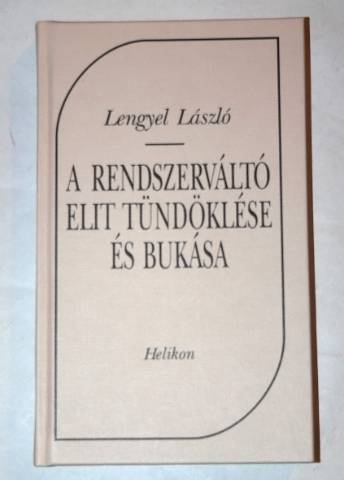 Lengyel László
A RENDSZERVÁLTÓ
ELIT TÜNDÖKLÉSE
ÉS BUKÁSA
Helikon